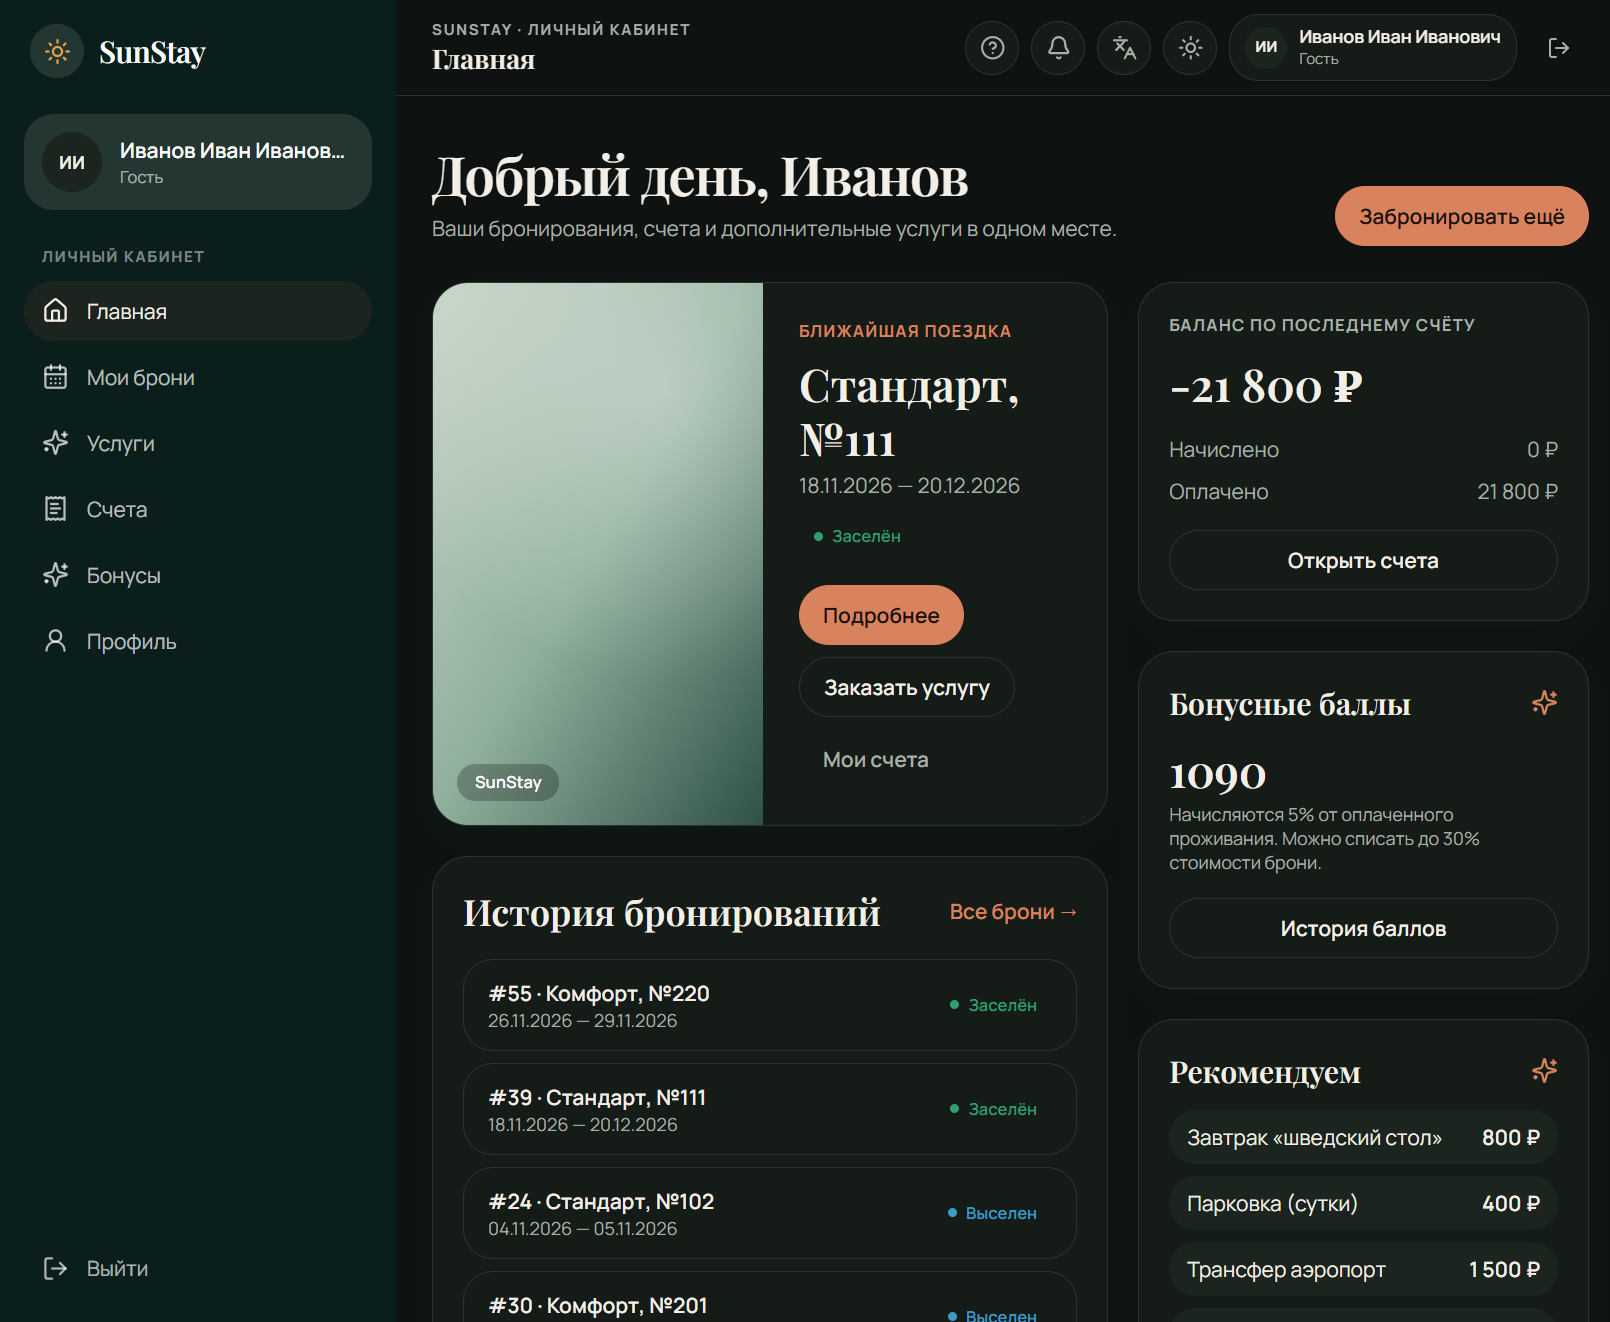 SunStay
ИИ
Иванов Иван Иванов...
Гость
ЛИЧНЫЙ КАБИНЕТ
Главная
Мои брони
Услуги
Счета
Бонусы
Профиль
Выйти
SUNSTAY · ЛИЧНЫЙ КАБИНЕТ
Главная
ИИ
Иванов Иван Иванович
Гость
Добрый день, Иванов
Ваши бронирования, счета и дополнительные услуги в одном месте.
Забронировать ещё
SunStay
БЛИЖАЙШАЯ ПОЕЗДКА
Стандарт,
№111
18.11.2026 — 20.12.2026
Заселён
Подробнее
Заказать услугу
Мои счета
История бронирований
Все брони →
#55 · Комфорт, №220
26.11.2026 — 29.11.2026
Заселён
#39 · Стандарт, №111
18.11.2026 — 20.12.2026
Заселён
#24 · Стандарт, №102
04.11.2026 — 05.11.2026
Выселен
#30 · Комфорт, №201
Выселен
БАЛАНС ПО ПОСЛЕДНЕМУ СЧЁТУ
-21 800 ₽
Начислено 0 ₽
Оплачено 21 800 ₽
Открыть счета
Бонусные баллы
1090
Начисляются 5% от оплаченного
проживания. Можно списать до 30%
стоимости брони.
История баллов
Рекомендуем
Завтрак «шведский стол» 800 ₽
Парковка (сутки) 400 ₽
Трансфер аэропорт 1 500 ₽